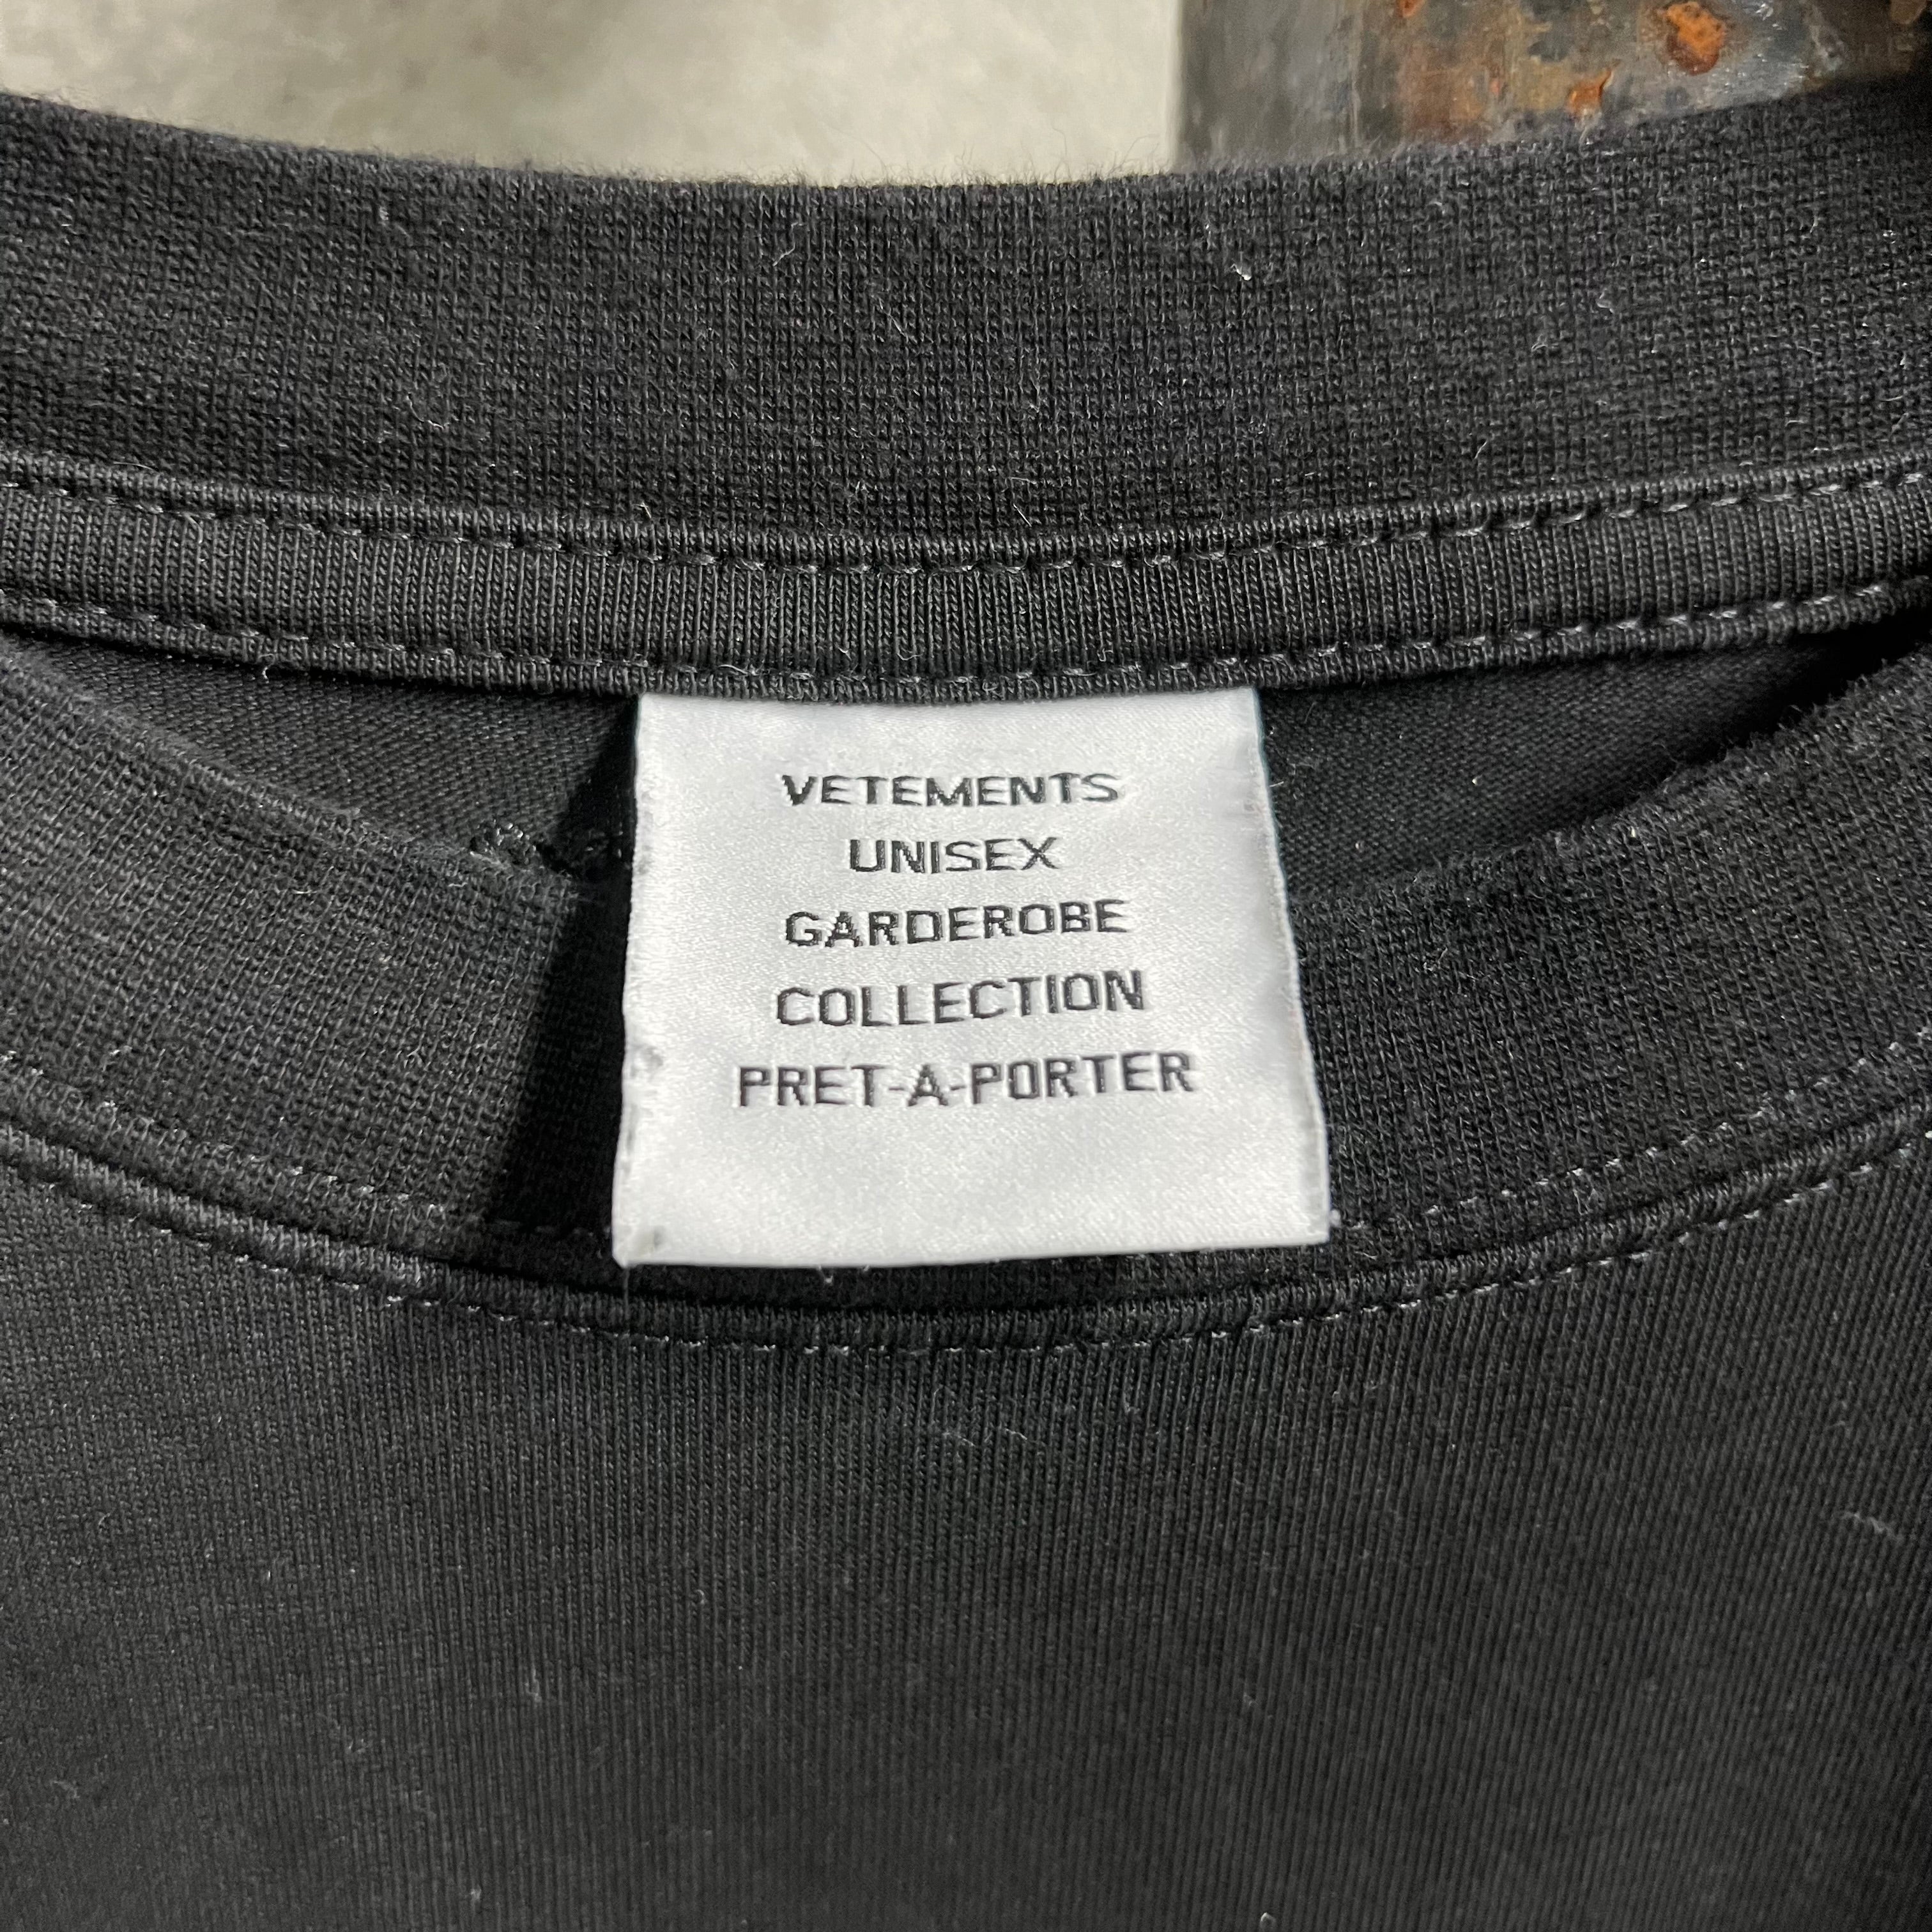 VETEMENTS
UNISEX
GARDEROBE
COLLECTION
PRET-A-PORTER